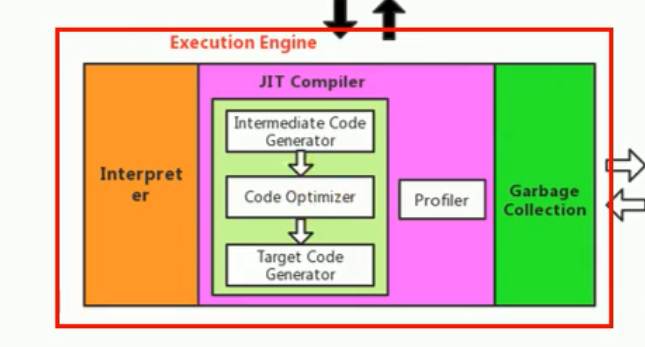 Execution Engine
JIT Compiler
Interpret
er
Intermediate Code
Generator
Code Optimizer
Target Code
Generator
Profiler
Garbage
Collection